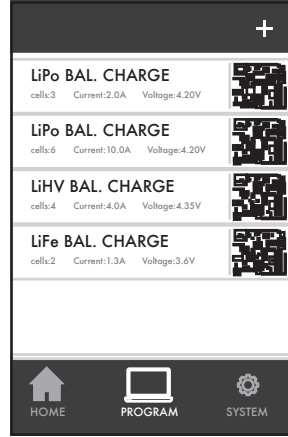 +
LiPo BAL. CHARGE
cells:3 Current:2.0A Voltage:4.20V
LiPo BAL. CHARGE
cells:6 Current:10.0A Voltage:4.20V
LiHV BAL. CHARGE
cells:4 Current:4.0A Voltage:4.35V
LiFe BAL. CHARGE
cells:2 Current:1.3A Voltage:3.6V
HOME PROGRAM SYSTEM